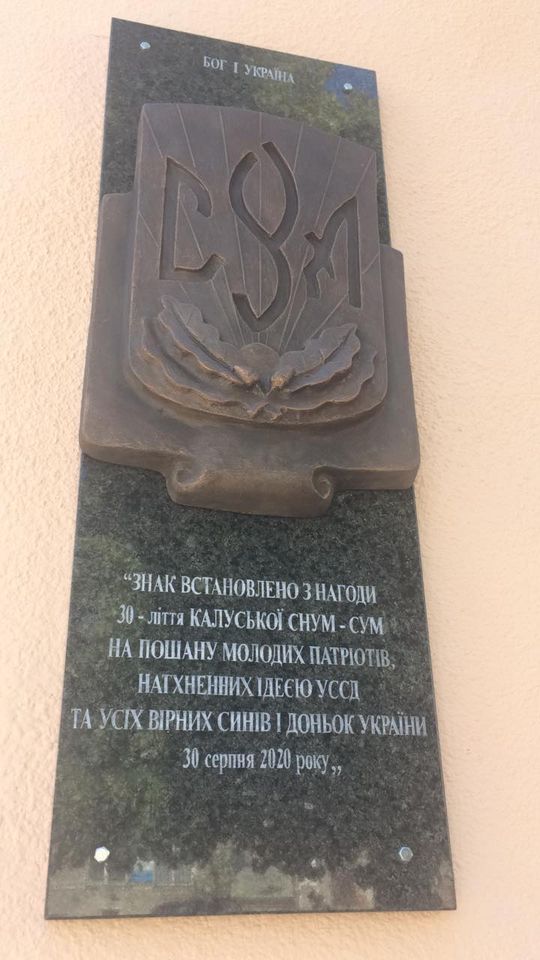 БОГ І УКРАЇНА
СУМ
“ЗНАК ВСТАНОВЛЕНО З НАГОДИ
30 - ліття КАЛУСЬКОЇ СНУМ - СУМ
НА ПОШАНУ МОЛОДИХ ПАТРІОТІВ,
НАТХНЕННИХ ІДЕЄЮ УССД
ТА УСІХ ВІРНИХ СИНІВ І ДОНЬОК УКРАЇНИ
30 серпня 2020 року„